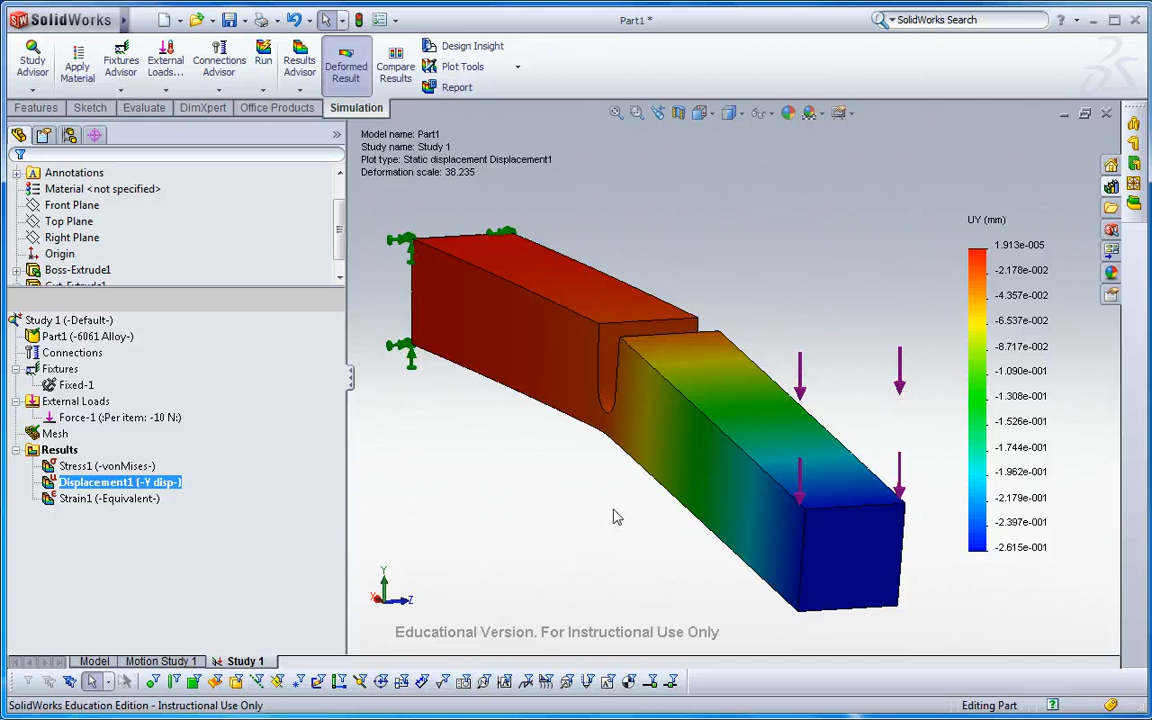 SolidWorks
Part1 *
SolidWorks Search
Study Advisor
Apply Material
Fixtures Advisor
External Loads...
Connections Advisor
Run
Results Advisor
Deformed Result
Compare Results
Design Insight
Plot Tools
Report
Features
Sketch
Evaluate
DimXpert
Office Products
Simulation
Annotations
Material <not specified>
Front Plane
Top Plane
Right Plane
Origin
Boss-Extrude1
Study 1 (-Default-)
Part1 (-6061 Alloy-)
Connections
Fixtures
Fixed-1
External Loads
Force-1 (:Per item: -10 N:)
Mesh
Results
Stress1 (-vonMises-)
Displacement1 (-Y disp-)
Strain1 (-Equivalent-)
Model name: Part1
Study name: Study 1
Plot type: Static displacement Displacement1
Deformation scale: 38.235
UY (mm)
1.913e-005
-2.178e-002
-4.357e-002
-6.537e-002
-8.717e-002
-1.090e-001
-1.308e-001
-1.526e-001
-1.744e-001
-1.962e-001
-2.179e-001
-2.397e-001
-2.615e-001
Y
X
Z
Educational Version. For Instructional Use Only
Model
Motion Study 1
Study 1
SolidWorks Education Edition - Instructional Use Only
Editing Part